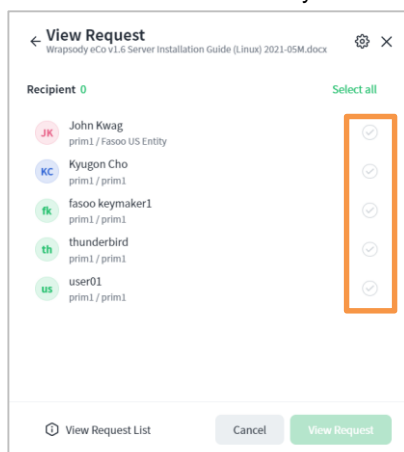 View Request
Wrapsody eCo v1.6 Server Installation Guide (Linux) 2021-05M.docx
Recipient 0 Select all
JK John Kwag
prim1 / Fasoo US Entity
KC Kyugon Cho
prim1 / prim1
fk fasoo keymaker1
prim1 / prim1
th thunderbird
prim1 / prim1
us user01
prim1 / prim1
View Request List Cancel View Request